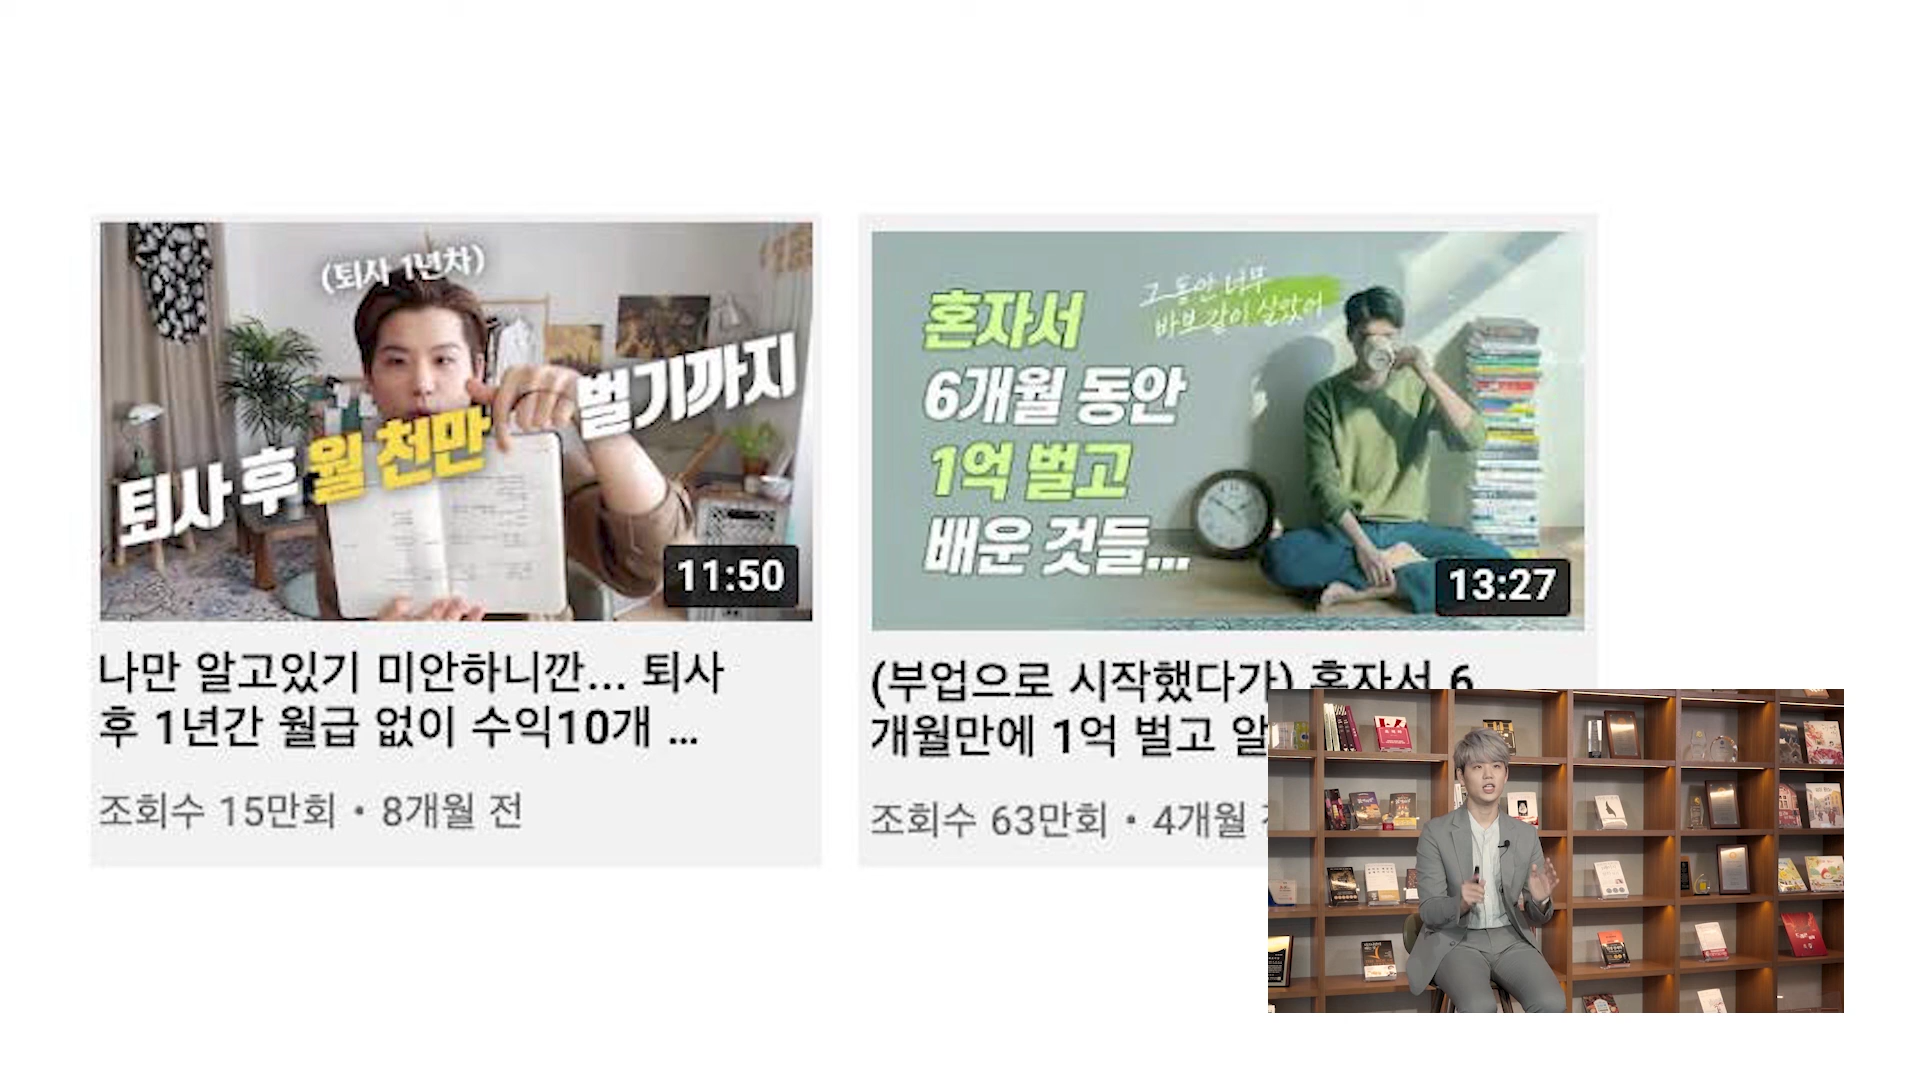 (퇴사 1년차)
퇴사 후 월 천만 벌기까지
11:50
나만 알고있기 미안하니깐... 퇴사
후 1년간 월급 없이 수익10개 ...
조회수 15만회 • 8개월 전
그 동안 너무
바보같이 살았어
혼자서
6개월 동안
1억 벌고
배운 것들...
13:27
(부업으로 시작했다가) 혼자서 6
개월만에 1억 벌고 알
조회수 63만회 • 4개월